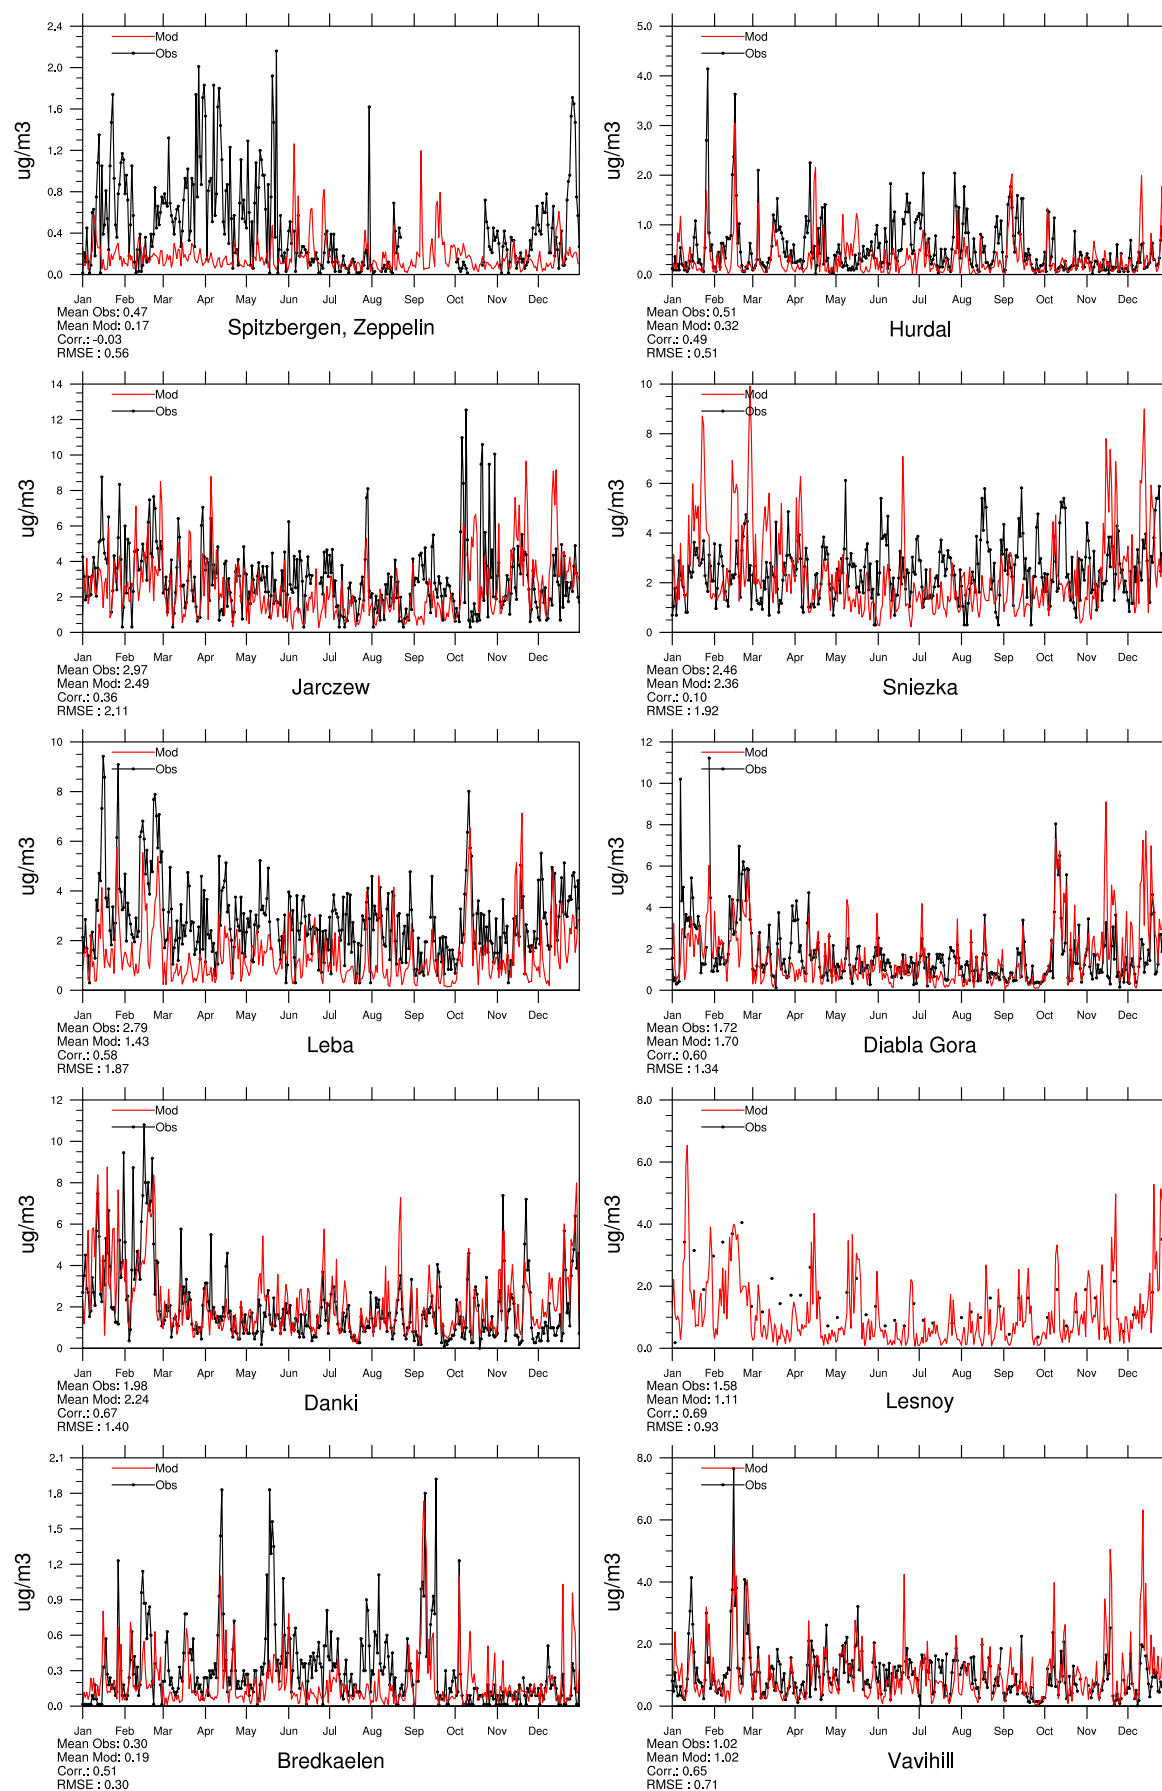 2.4
2.0
1.6
1.2
0.8
0.4
0.0
ug/m3
Mod
Obs
Jan Feb Mar Apr May Jun Jul Aug Sep Oct Nov Dec
Mean Obs: 0.47
Mean Mod: 0.17
Corr.: -0.03
RMSE : 0.56
Spitzbergen, Zeppelin
5.0
4.0
3.0
2.0
1.0
0.0
ug/m3
Mod
Obs
Jan Feb Mar Apr May Jun Jul Aug Sep Oct Nov Dec
Mean Obs: 0.51
Mean Mod: 0.32
Corr.: 0.49
RMSE : 0.51
Hurdal
14
12
10
8
6
4
2
0
ug/m3
Mod
Obs
Jan Feb Mar Apr May Jun Jul Aug Sep Oct Nov Dec
Mean Obs: 2.97
Mean Mod: 2.49
Corr.: 0.36
RMSE : 2.11
Jarczew
10
8
6
4
2
0
ug/m3
Mod
Obs
Jan Feb Mar Apr May Jun Jul Aug Sep Oct Nov Dec
Mean Obs: 2.46
Mean Mod: 2.36
Corr.: 0.10
RMSE : 1.92
Sniezka
10
8
6
4
2
0
ug/m3
Mod
Obs
Jan Feb Mar Apr May Jun Jul Aug Sep Oct Nov Dec
Mean Obs: 2.79
Mean Mod: 1.43
Corr.: 0.58
RMSE : 1.87
Leba
12
10
8
6
4
2
0
ug/m3
Mod
Obs
Jan Feb Mar Apr May Jun Jul Aug Sep Oct Nov Dec
Mean Obs: 1.72
Mean Mod: 1.70
Corr.: 0.60
RMSE : 1.34
Diabla Gora
12
10
8
6
4
2
0
ug/m3
Mod
Obs
Jan Feb Mar Apr May Jun Jul Aug Sep Oct Nov Dec
Mean Obs: 1.98
Mean Mod: 2.24
Corr.: 0.67
RMSE : 1.40
Danki
8.0
6.0
4.0
2.0
0.0
ug/m3
Mod
Obs
Jan Feb Mar Apr May Jun Jul Aug Sep Oct Nov Dec
Mean Obs: 1.58
Mean Mod: 1.11
Corr.: 0.69
RMSE : 0.93
Lesnoy
2.1
1.8
1.5
1.2
0.9
0.6
0.3
0.0
ug/m3
Mod
Obs
Jan Feb Mar Apr May Jun Jul Aug Sep Oct Nov Dec
Mean Obs: 0.30
Mean Mod: 0.19
Corr.: 0.51
RMSE : 0.30
Bredkaelen
8.0
6.0
4.0
2.0
0.0
ug/m3
Mod
Obs
Jan Feb Mar Apr May Jun Jul Aug Sep Oct Nov Dec
Mean Obs: 1.02
Mean Mod: 1.02
Corr.: 0.65
RMSE : 0.71
Vavihill